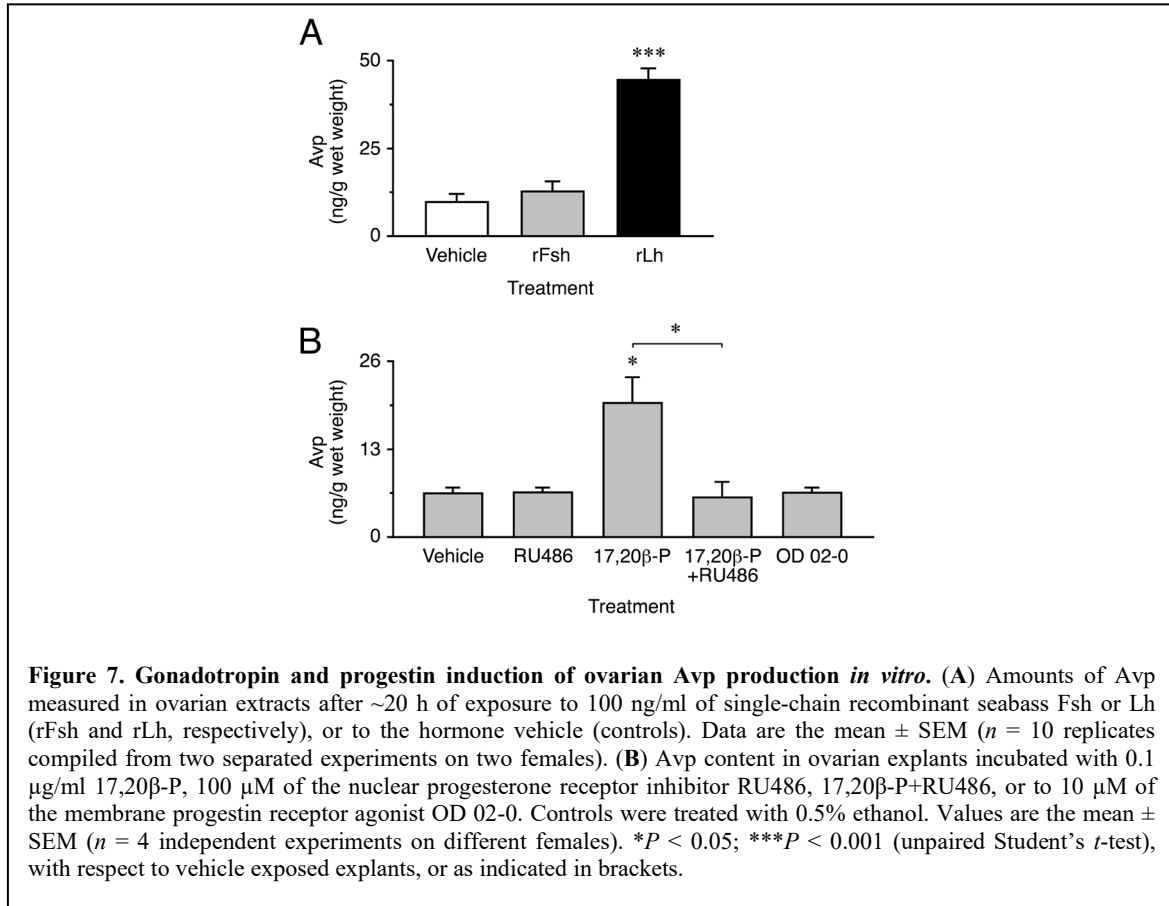 A
***
50
25
0
Avp
(ng/g wet weight)
Vehicle rFsh rLh
Treatment
B
*
*
26
13
0
Avp
(ng/g wet weight)
Vehicle RU486 17,20β-P 17,20β-P OD 02-0
+RU486
Treatment
Figure 7. Gonadotropin and progestin induction of ovarian Avp production in vitro. (A) Amounts of Avp
measured in ovarian extracts after ~20 h of exposure to 100 ng/ml of single-chain recombinant seabass Fsh or Lh
(rFsh and rLh, respectively), or to the hormone vehicle (controls). Data are the mean ± SEM (n = 10 replicates
compiled from two separated experiments on two females). (B) Avp content in ovarian explants incubated with 0.1
µg/ml 17,20β-P, 100 µM of the nuclear progesterone receptor inhibitor RU486, 17,20β-P+RU486, or to 10 µM of
the membrane progestin receptor agonist OD 02-0. Controls were treated with 0.5% ethanol. Values are the mean ±
SEM (n = 4 independent experiments on different females). *P < 0.05; ***P < 0.001 (unpaired Student’s t-test),
with respect to vehicle exposed explants, or as indicated in brackets.